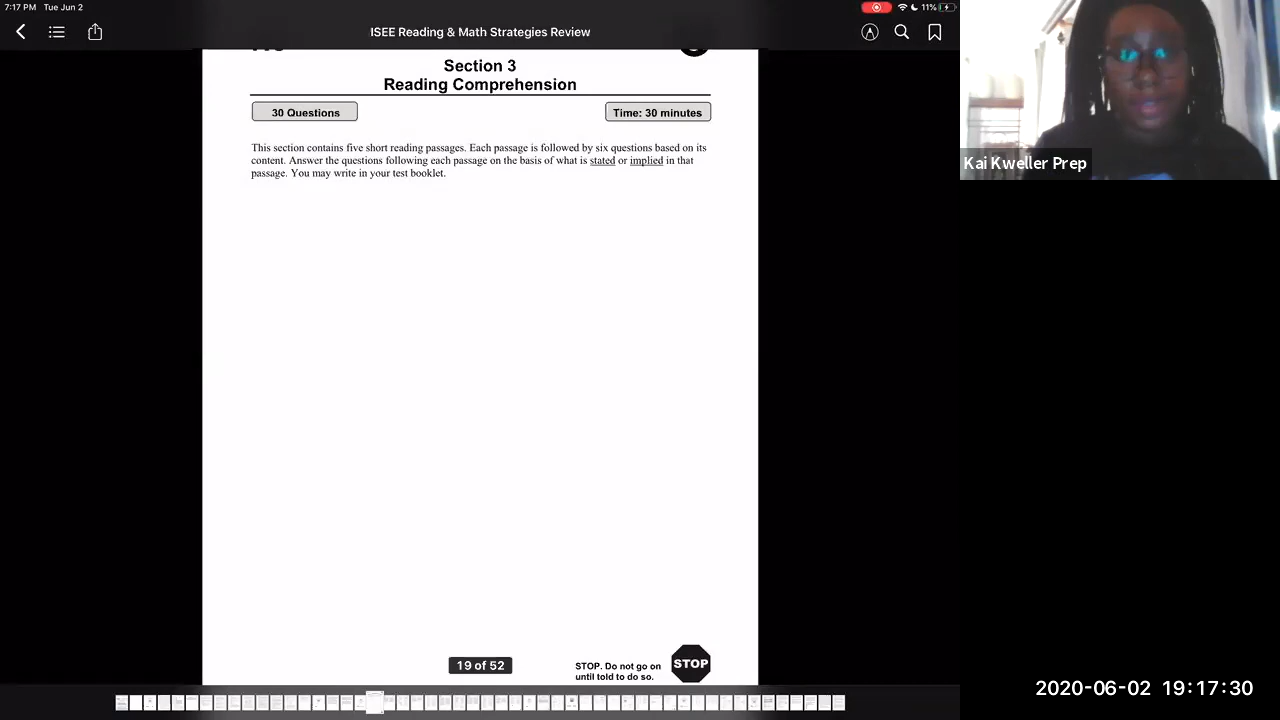 7:17 PM Tue Jun 2
11%
ISEE Reading & Math Strategies Review
Section 3
Reading Comprehension
30 Questions
Time: 30 minutes
This section contains five short reading passages. Each passage is followed by six questions based on its
content. Answer the questions following each passage on the basis of what is stated or implied in that
passage. You may write in your test booklet.
19 of 52
STOP. Do not go on
until told to do so.
STOP
Kai Kweller Prep
2020-06-02 19:17:30